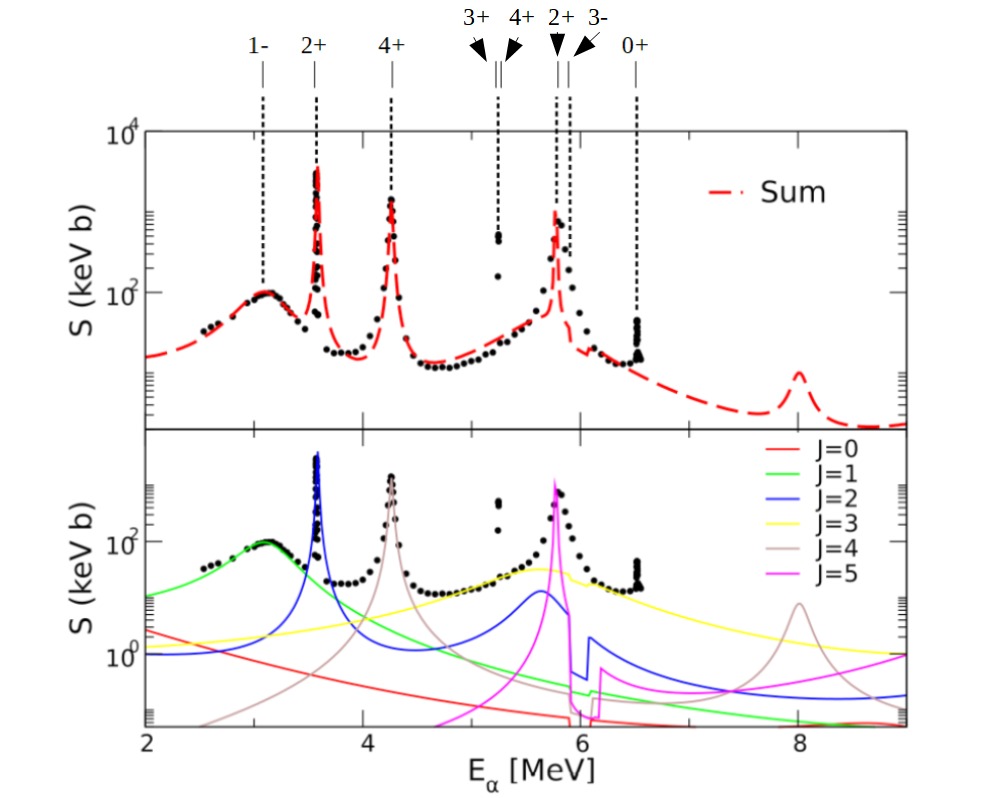 3+ 4+ 2+ 3-
1- 2+ 4+ 0+
10^4
Sum
S (keV b)
10^2
J=0
J=1
J=2
J=3
J=4
J=5
S (keV b)
10^2
10^0
2 4 6 8
E_α [MeV]